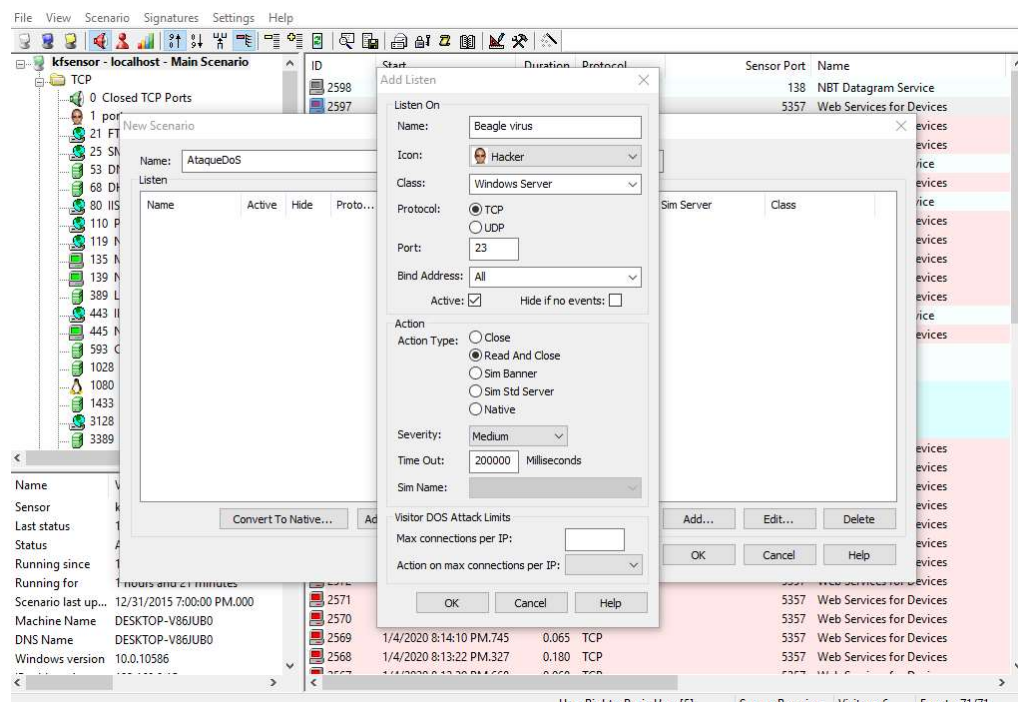 File View Scenario Signatures Settings Help
kfsensor - localhost - Main Scenario
TCP
0 Closed TCP Ports
1
21
25
53
68
80 IIS
110
119
135
139
389
443
445
593
1028
1080
1433
3128
3389
ID Start Duration Protocol Sensor Port Name
2598 138 NBT Datagram Service
2597 5357 Web Services for Devices
New Scenario
Name: AtaqueDoS
Listen
Name Active Hide Proto... Sim Server Class
Convert To Native... Add... Edit... Delete
OK Cancel Help
Add Listen
Listen On
Name: Beagle virus
Icon: Hacker
Class: Windows Server
Protocol: TCP
UDP
Port: 23
Bind Address: All
Active: Hide if no events:
Action
Action Type: Close
Read And Close
Sim Banner
Sim Std Server
Native
Severity: Medium
Time Out: 200000 Milliseconds
Sim Name:
Visitor DOS Attack Limits
Max connections per IP:
Action on max connections per IP:
OK Cancel Help
Name
Sensor
Last status
Status
Running since
Running for 1 hours and 21 minutes
Scenario last up... 12/31/2015 7:00:00 PM.000
Machine Name DESKTOP-V86JUB0
DNS Name DESKTOP-V86JUB0
Windows version 10.0.10586
2571 5357 Web Services for Devices
2570 5357 Web Services for Devices
2569 1/4/2020 8:14:10 PM.745 0.065 TCP 5357 Web Services for Devices
2568 1/4/2020 8:13:22 PM.327 0.180 TCP 5357 Web Services for Devices